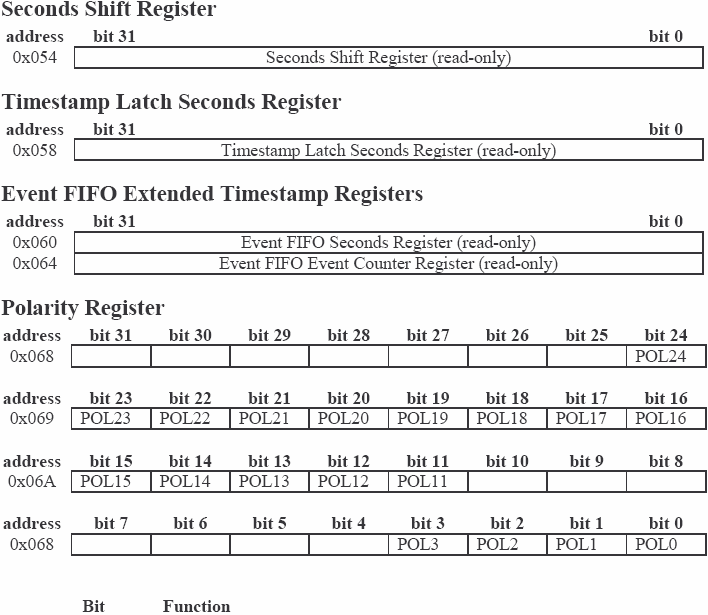 Seconds Shift Register
address bit 31 bit 0
0x054 Seconds Shift Register (read-only)
Timestamp Latch Seconds Register
address bit 31 bit 0
0x058 Timestamp Latch Seconds Register (read-only)
Event FIFO Extended Timestamp Registers
address bit 31 bit 0
0x060 Event FIFO Seconds Register (read-only)
0x064 Event FIFO Event Counter Register (read-only)
Polarity Register
address bit 31 bit 30 bit 29 bit 28 bit 27 bit 26 bit 25 bit 24
0x068 POL24
address bit 23 bit 22 bit 21 bit 20 bit 19 bit 18 bit 17 bit 16
0x069 POL23 POL22 POL21 POL20 POL19 POL18 POL17 POL16
address bit 15 bit 14 bit 13 bit 12 bit 11 bit 10 bit 9 bit 8
0x06A POL15 POL14 POL13 POL12 POL11
address bit 7 bit 6 bit 5 bit 4 bit 3 bit 2 bit 1 bit 0
0x068 POL3 POL2 POL1 POL0
Bit Function